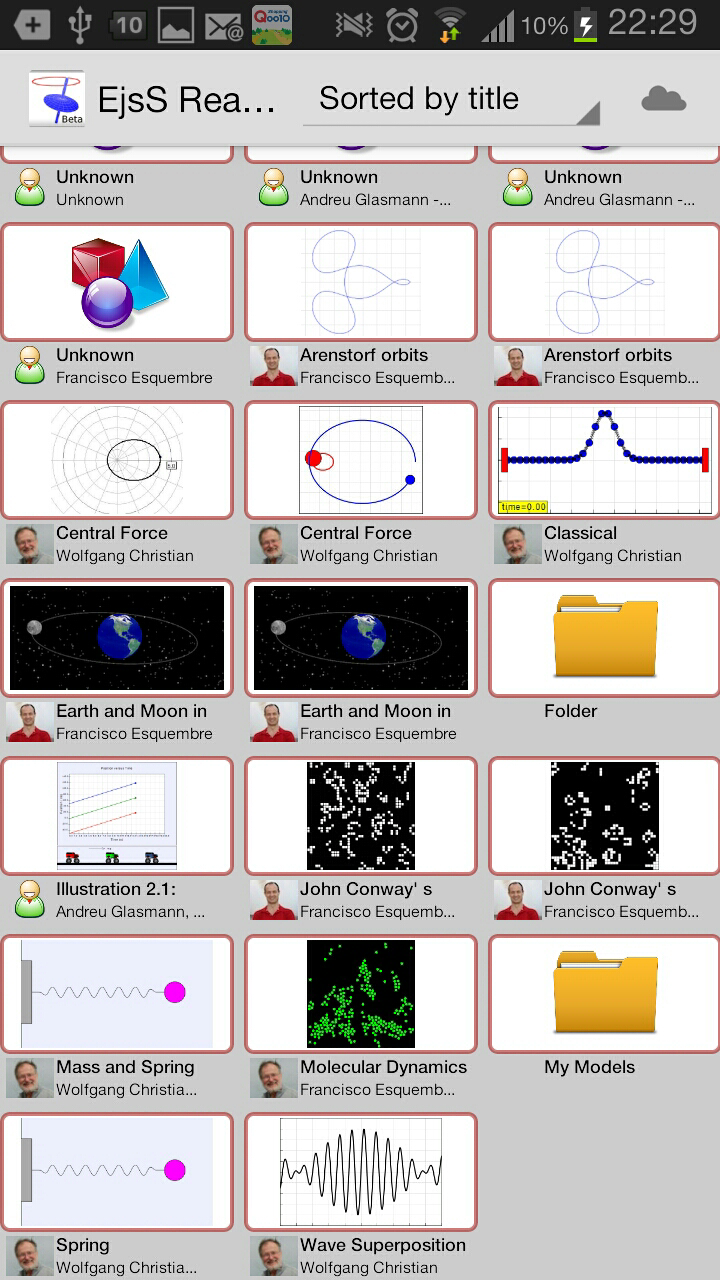 10
Qoo10
10%
22:29
Beta
EjsS Rea...
Sorted by title
Unknown
Unknown
Unknown
Andreu Glasmann -...
Unknown
Andreu Glasmann -...
Unknown
Francisco Esquembre
Arenstorf orbits
Francisco Esquemb...
Arenstorf orbits
Francisco Esquemb...
Central Force
Wolfgang Christian
Central Force
Wolfgang Christian
time=0.00
Classical
Wolfgang Christian
Earth and Moon in
Francisco Esquembre
Earth and Moon in
Francisco Esquembre
Folder
Illustration 2.1:
Andreu Glasmann, ...
John Conway' s
Francisco Esquemb...
John Conway' s
Francisco Esquemb...
Mass and Spring
Wolfgang Christia...
Molecular Dynamics
Francisco Esquemb...
My Models
Spring
Wolfgang Christia...
Wave Superposition
Wolfgang Christian